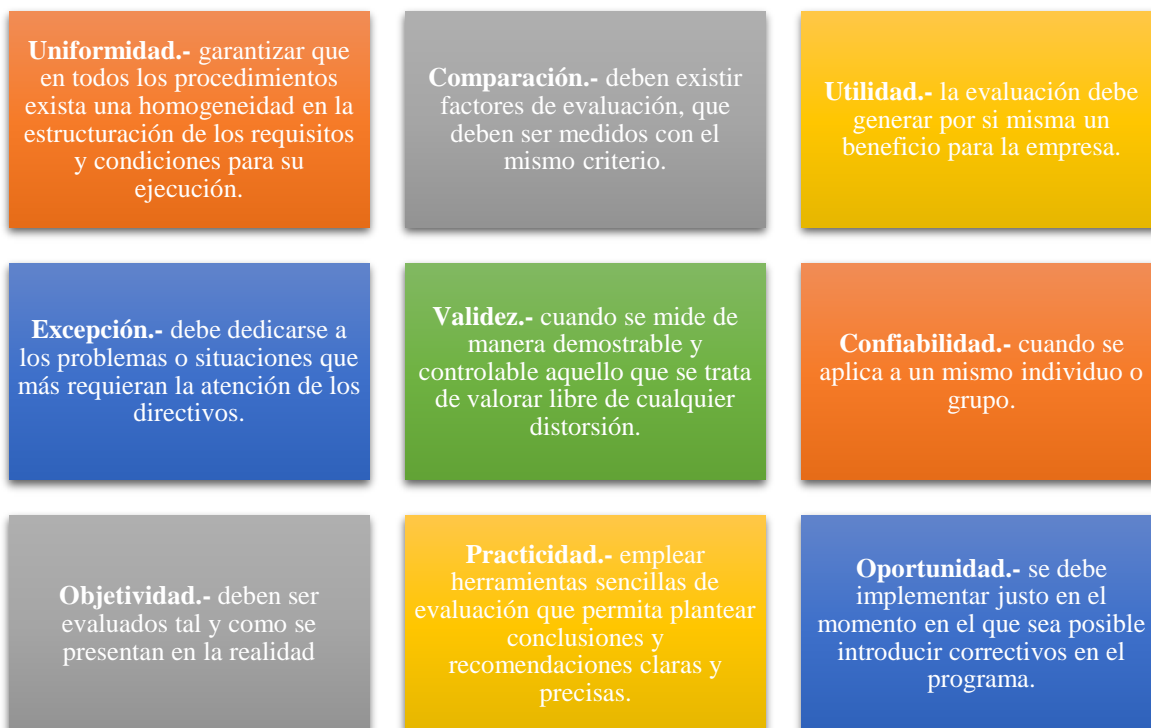 Uniformidad.- garantizar que
en todos los procedimientos
exista una homogeneidad en la
estructuración de los requisitos
y condiciones para su
ejecución.
Comparación.- deben existir
factores de evaluación, que
deben ser medidos con el
mismo criterio.
Utilidad.- la evaluación debe
generar por si misma un
beneficio para la empresa.
Excepción.- debe dedicarse a
los problemas o situaciones que
más requieran la atención de los
directivos.
Validez.- cuando se mide de
manera demostrable y
controlable aquello que se trata
de valorar libre de cualquier
distorsión.
Confiabilidad.- cuando se
aplica a un mismo individuo o
grupo.
Objetividad.- deben ser
evaluados tal y como se
presentan en la realidad
Practicidad.- emplear
herramientas sencillas de
evaluación que permita plantear
conclusiones y
recomendaciones claras y
precisas.
Oportunidad.- se debe
implementar justo en el
momento en el que sea posible
introducir correctivos en el
programa.